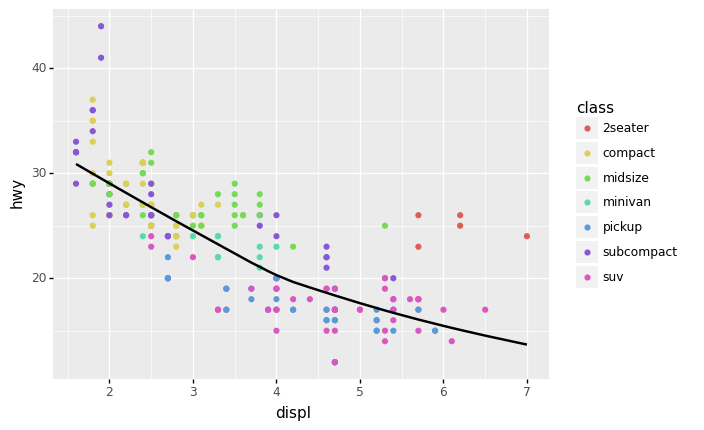 40
30
20
hwy
2
3
4
5
6
7
displ
class
2seater
compact
midsize
minivan
pickup
subcompact
suv